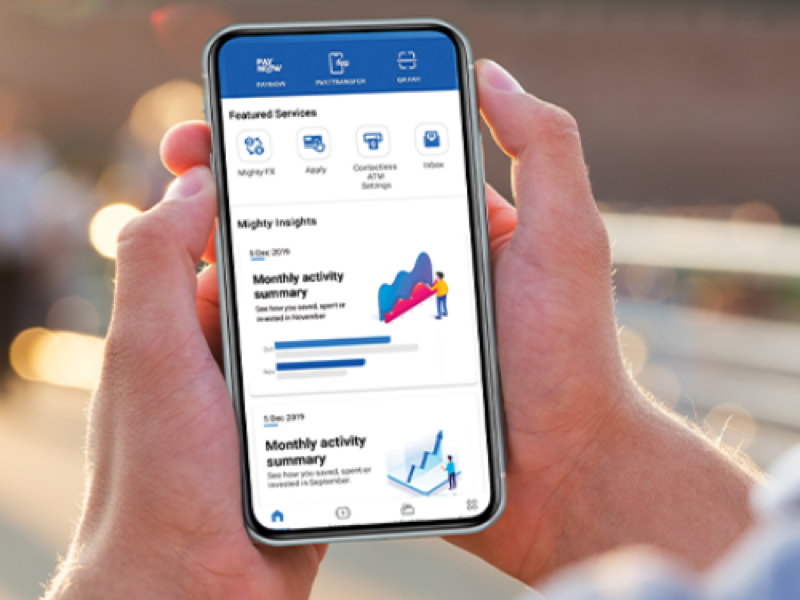 PAY
NOW
PAYNOW
PAY/TRANSFER
QR PAY
Featured Services
Mighty FX
Apply
Contactless
ATM
Settings
Inbox
Mighty Insights
5 Dec 2019
Monthly activity
summary
See how you saved, spent or
invested in November
Oct
Nov
5 Dec 2019
Monthly activity
summary
See how you saved, spent or
invested in September.